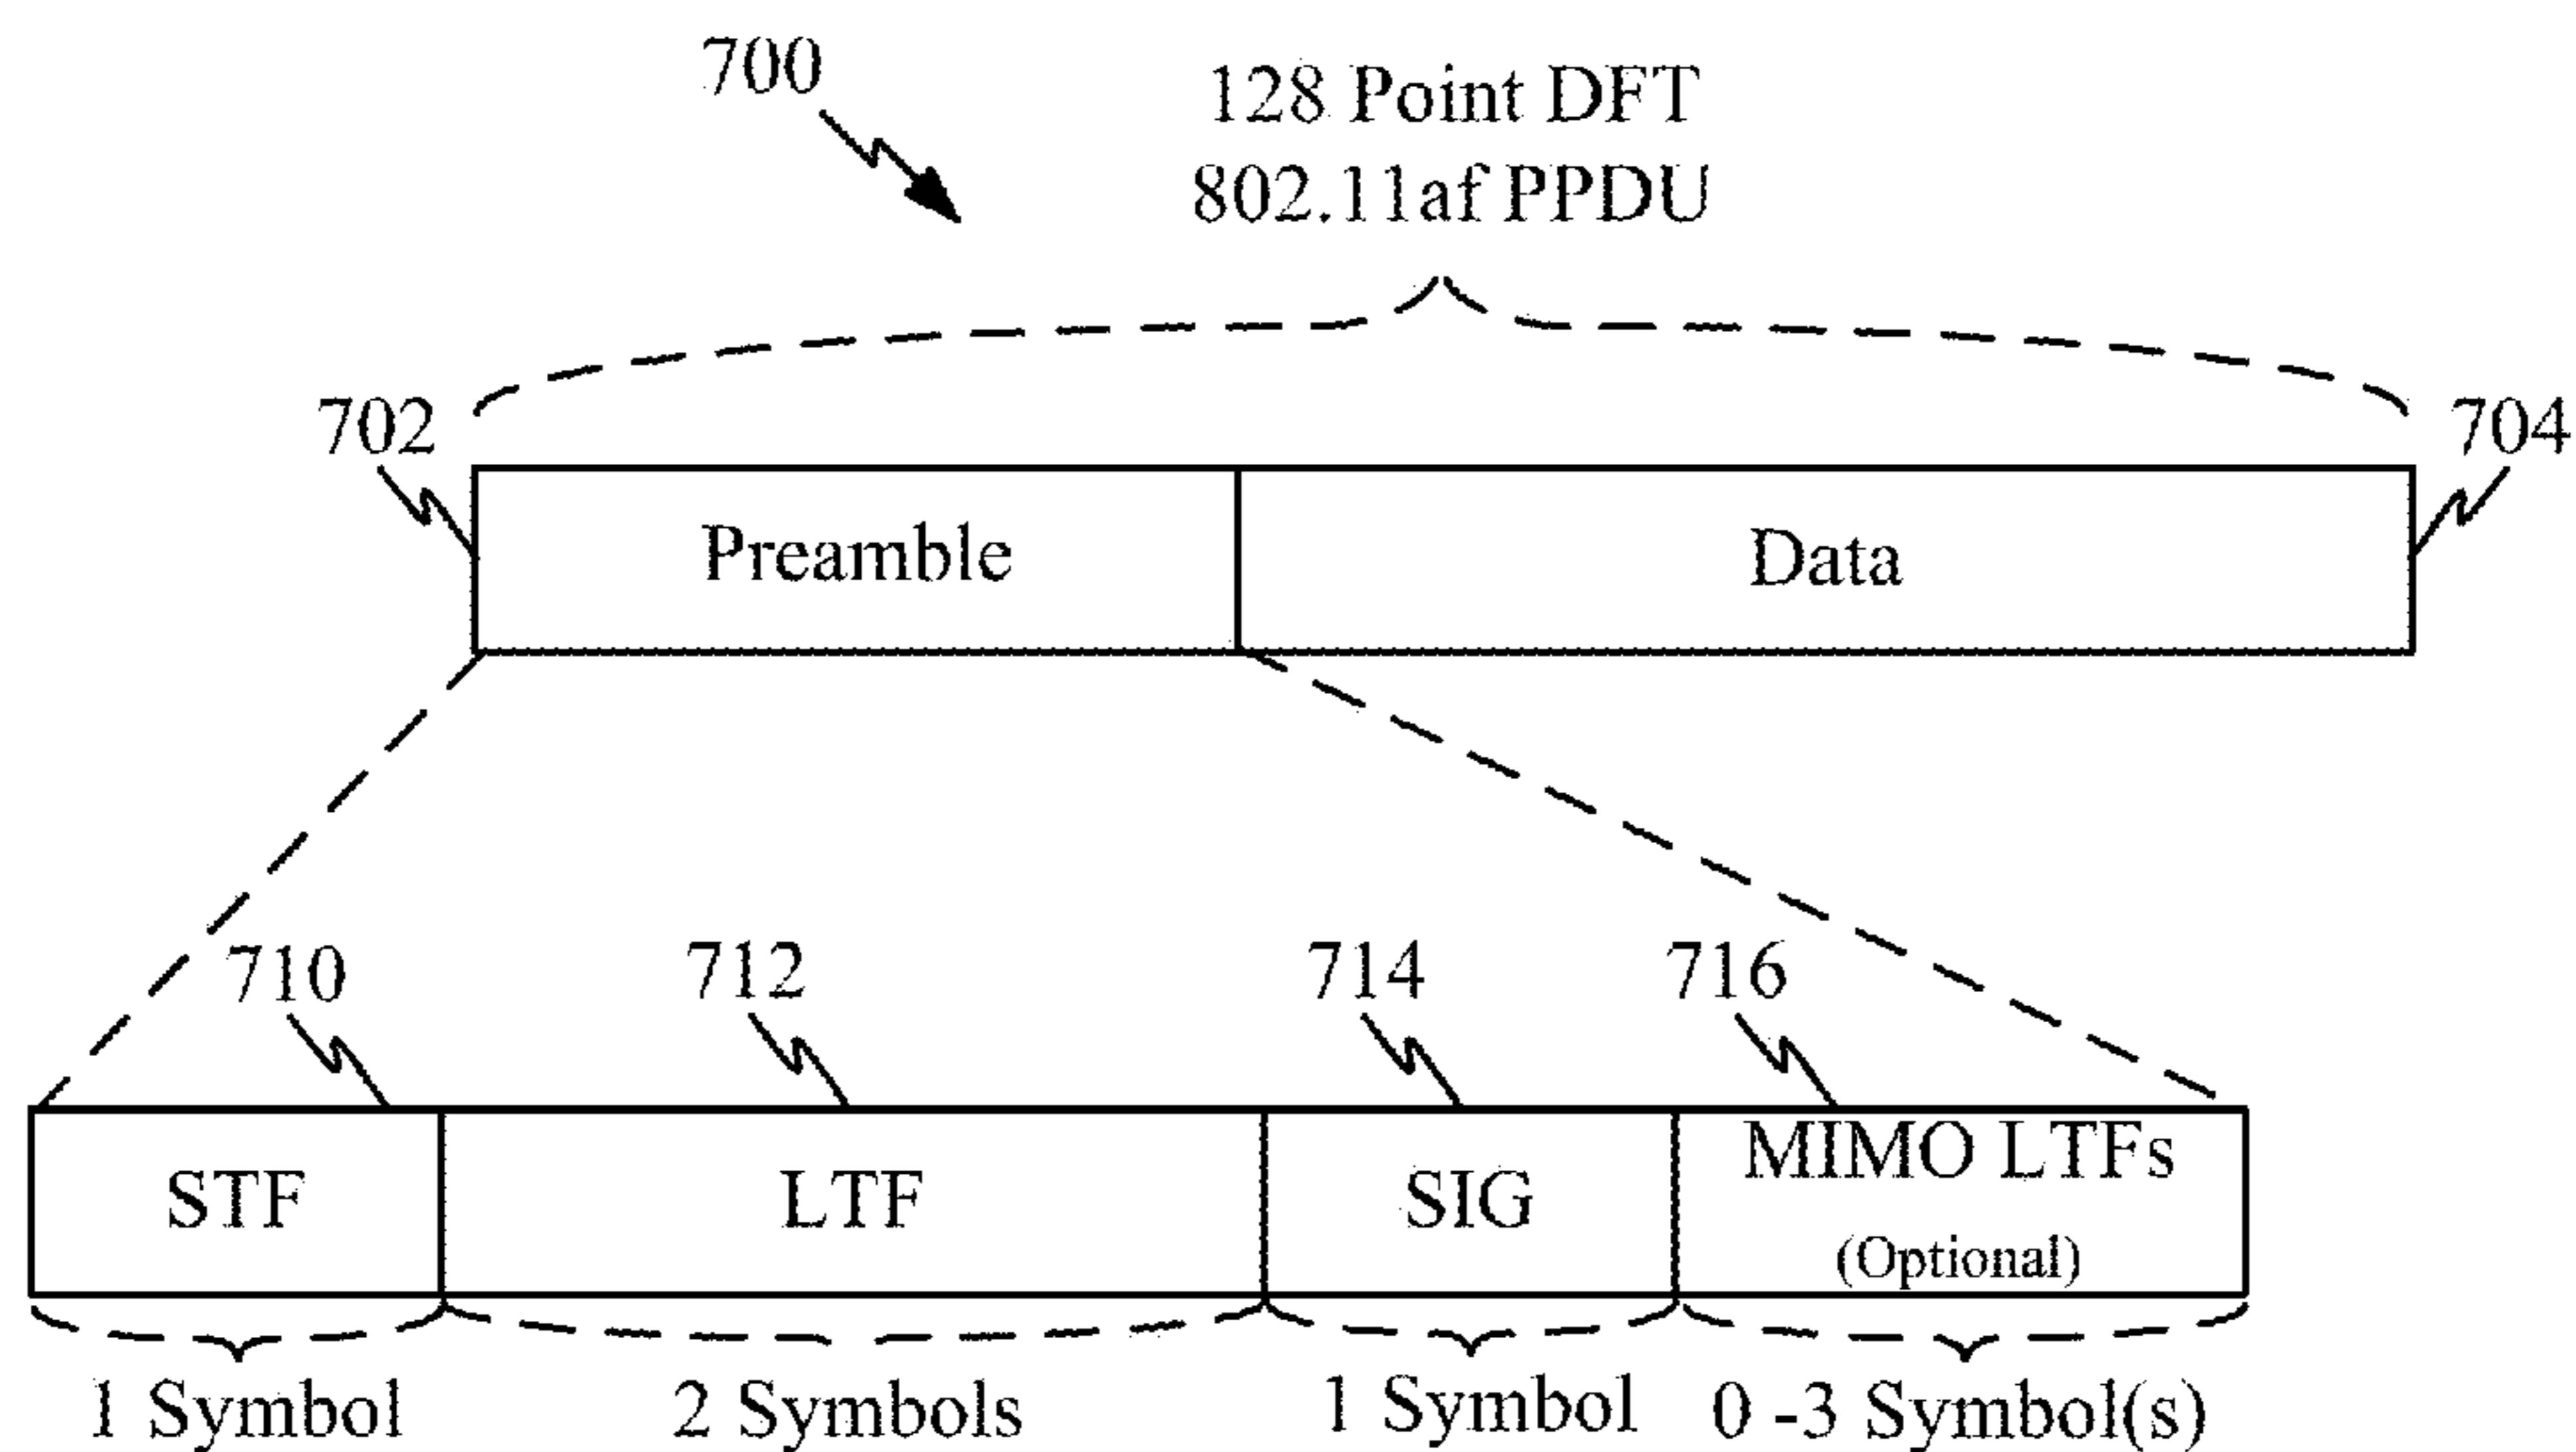 700
128 Point DFT
802.11af PPDU
702
704
Preamble
Data
710
712
714
716
STF
LTF
SIG
MIMO LTFs
(Optional)
1 Symbol
2 Symbols
1 Symbol
0 -3 Symbol(s)